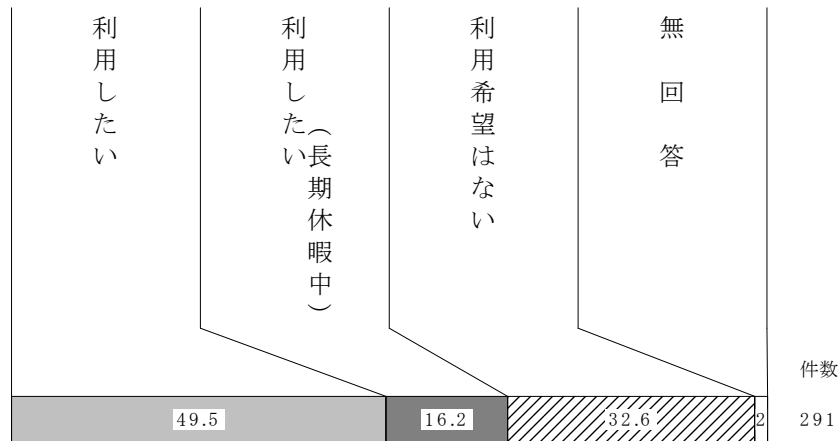 利用したい
利用したい
（長期休暇中）
利用希望はない
無回答
件数
49.5
16.2
32.6
291